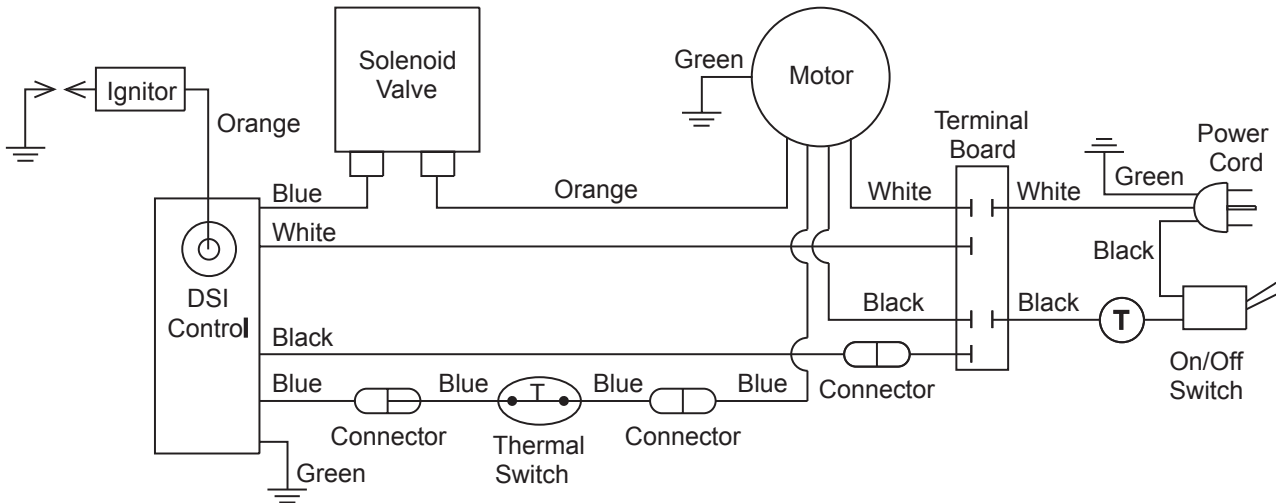 Ignitor
Orange
Solenoid
Valve
Green
Motor
Terminal
Board
Power
Cord
Green
Blue
Orange
White
White
White
Black
DSI
Control
Black
Black
Black
T
On/Off
Switch
Connector
Blue
Blue
T
Blue
Blue
Connector
Thermal
Switch
Connector
Green